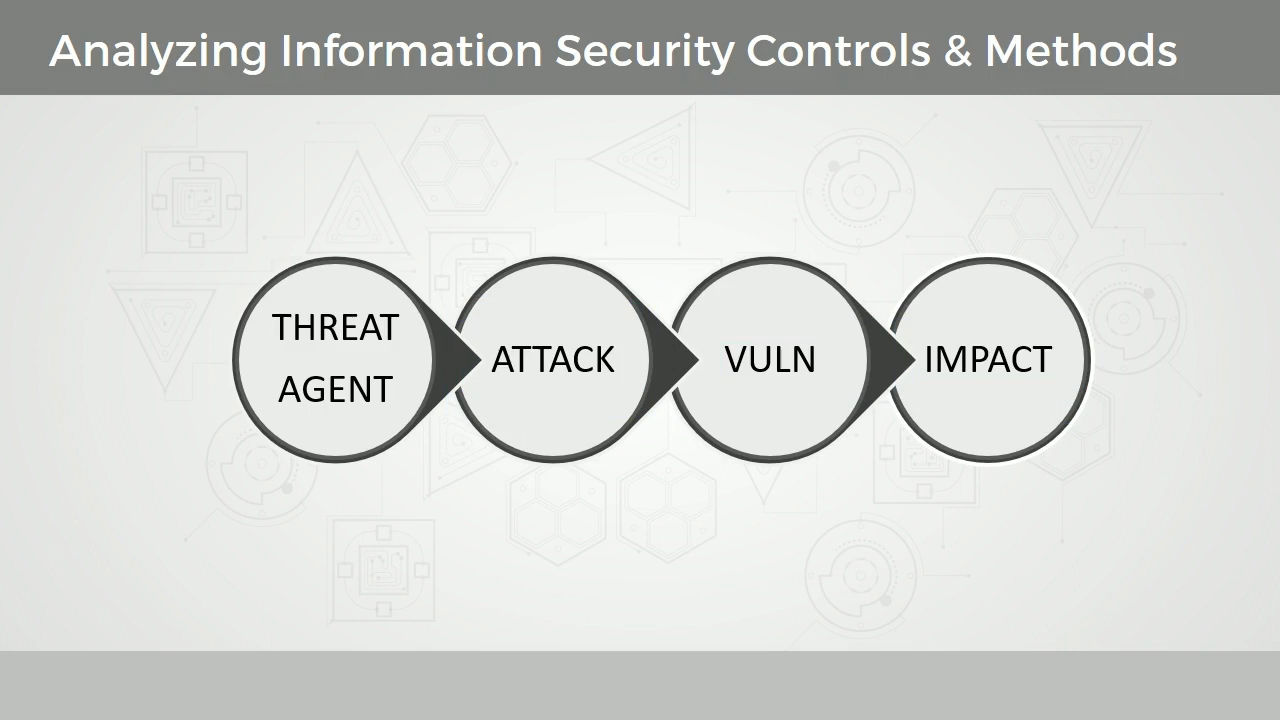 Analyzing Information Security Controls & Methods
THREAT
AGENT
ATTACK
VULN
IMPACT